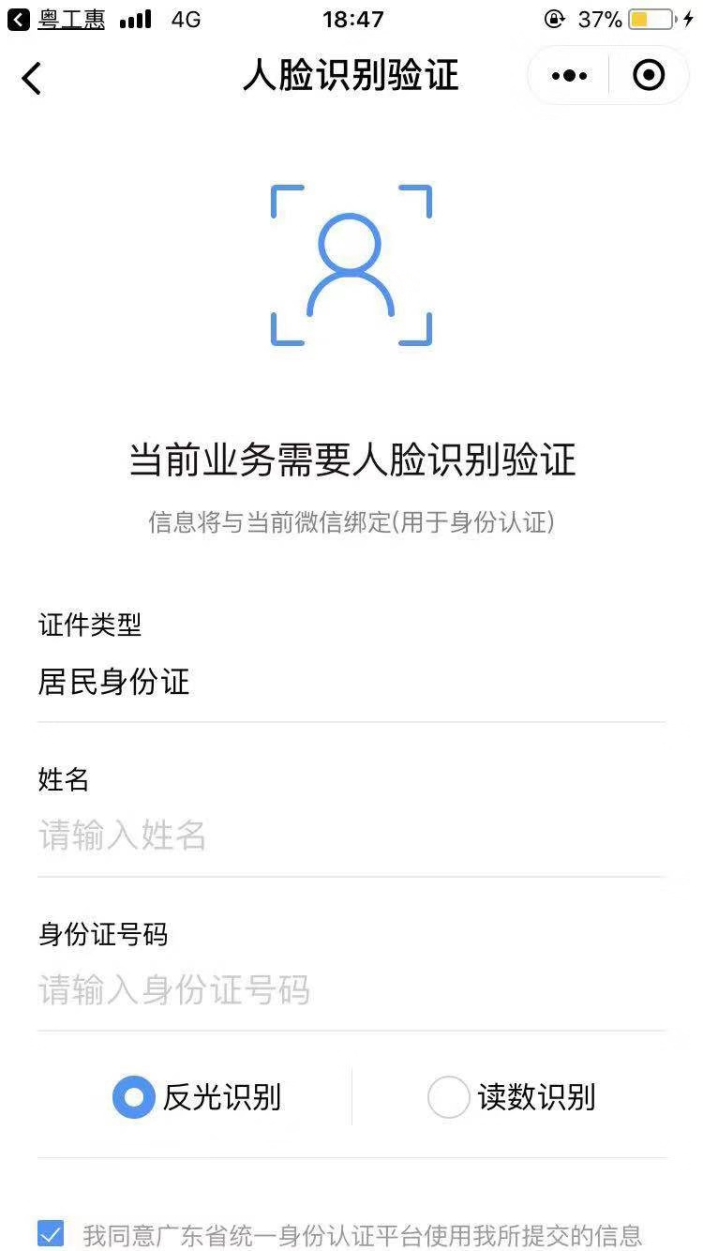 粤工惠 4G 18:47 37%
人脸识别验证
当前业务需要人脸识别验证
信息将与当前微信绑定(用于身份认证)
证件类型
居民身份证
姓名
请输入姓名
身份证号码
请输入身份证号码
反光识别 读数识别
我同意广东省统一身份认证平台使用我所提交的信息